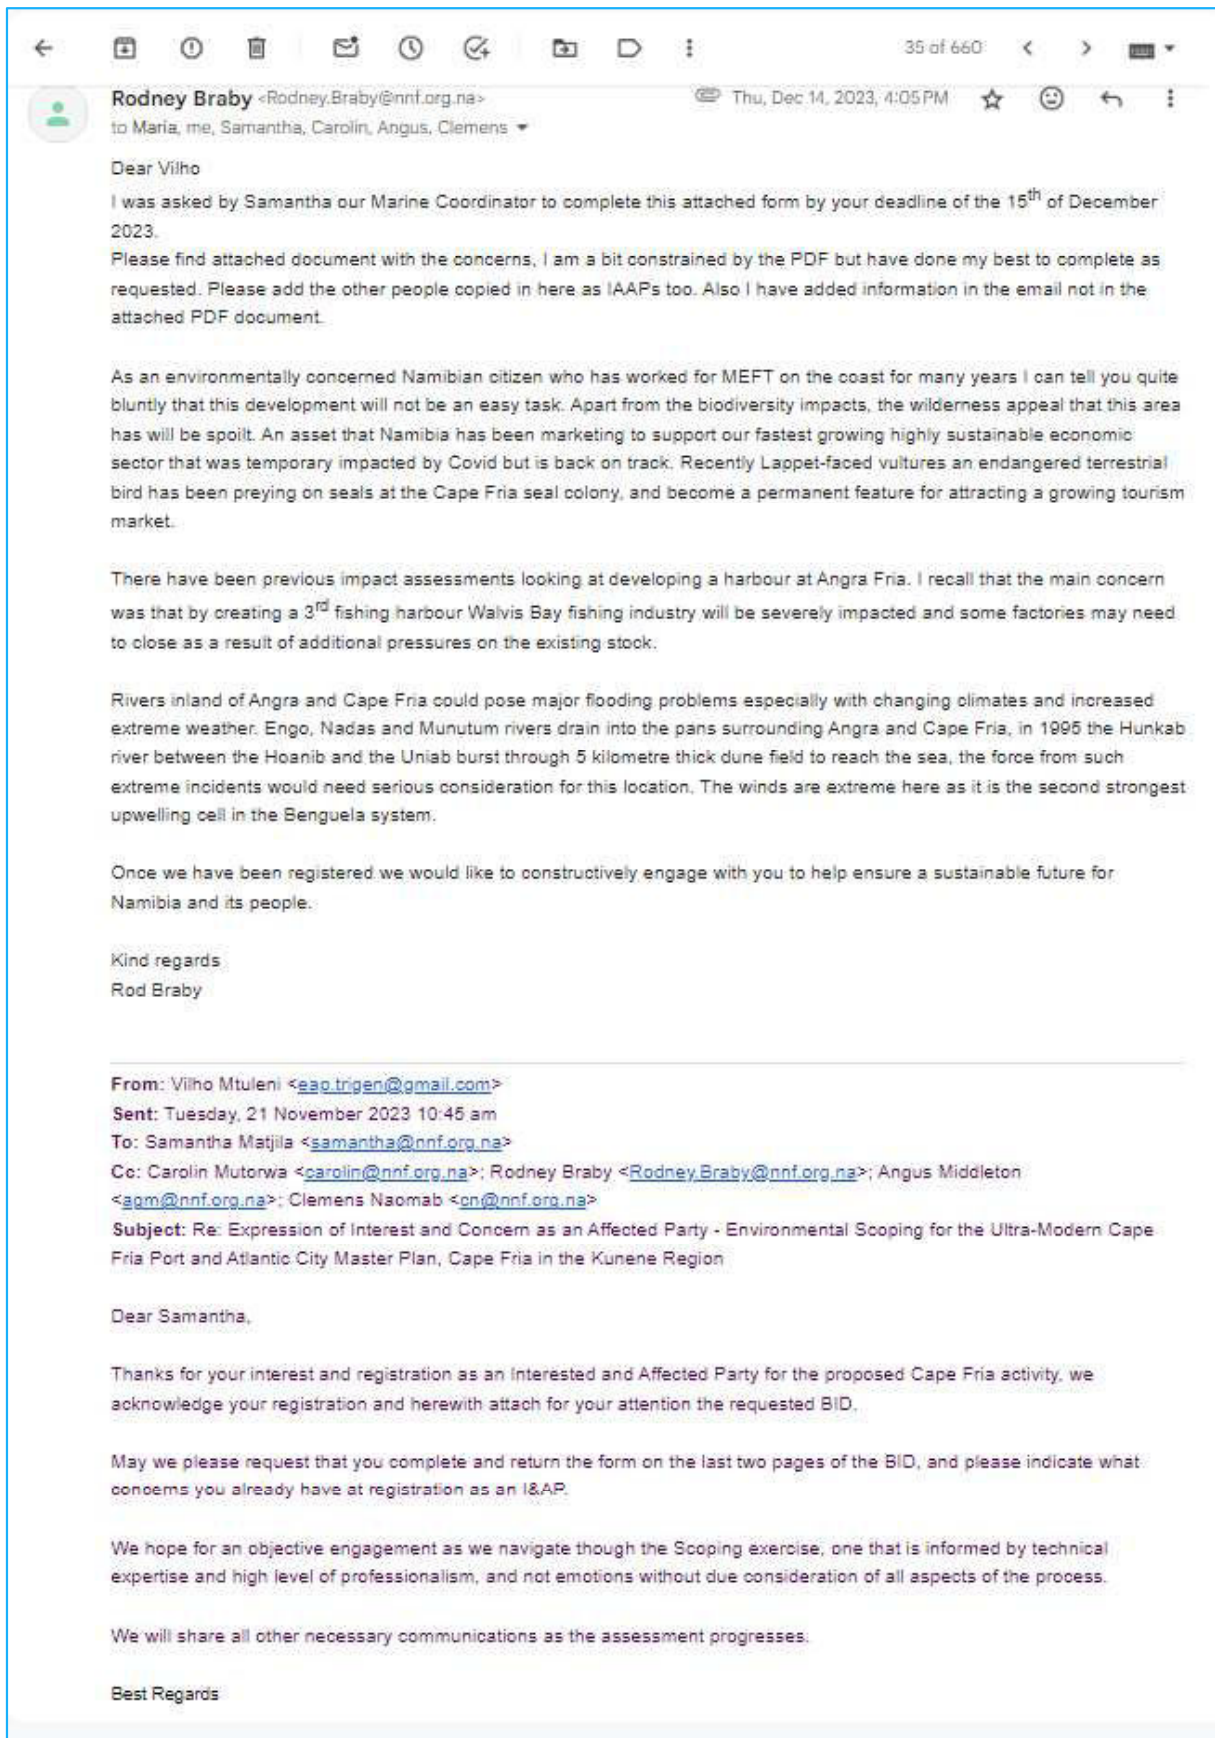 35 of 660
Rodney Braby <Rodney.Braby@nnf.org.na>
Thu, Dec 14, 2023, 4:05 PM
to Maria, me, Samantha, Carolin, Angus, Clemens
Dear Vilho
I was asked by Samantha our Marine Coordinator to complete this attached form by your deadline of the 15th of December
2023.
Please find attached document with the concerns, I am a bit constrained by the PDF but have done my best to complete as
requested. Please add the other people copied in here as IAAPs too. Also I have added information in the email not in the
attached PDF document.
As an environmentally concerned Namibian citizen who has worked for MEFT on the coast for many years I can tell you quite
bluntly that this development will not be an easy task. Apart from the biodiversity impacts, the wilderness appeal that this area
has will be spoilt. An asset that Namibia has been marketing to support our fastest growing highly sustainable economic
sector that was temporary impacted by Covid but is back on track. Recently Lappet-faced vultures an endangered terrestrial
bird has been preying on seals at the Cape Fria seal colony, and become a permanent feature for attracting a growing tourism
market.
There have been previous impact assessments looking at developing a harbour at Angra Fria. I recall that the main concern
was that by creating a 3rd fishing harbour Walvis Bay fishing industry will be severely impacted and some factories may need
to close as a result of additional pressures on the existing stock.
Rivers inland of Angra and Cape Fria could pose major flooding problems especially with changing climates and increased
extreme weather. Engo, Nadas and Munutum rivers drain into the pans surrounding Angra and Cape Fria, in 1995 the Hunkab
river between the Hoanib and the Uniab burst through 5 kilometre thick dune field to reach the sea, the force from such
extreme incidents would need serious consideration for this location. The winds are extreme here as it is the second strongest
upwelling cell in the Benguela system.
Once we have been registered we would like to constructively engage with you to help ensure a sustainable future for
Namibia and its people.
Kind regards
Rod Braby
From: Vilho Mtuleni <eap.trigen@gmail.com>
Sent: Tuesday, 21 November 2023 10:45 am
To: Samantha Matjila <samantha@nnf.org.na>
Cc: Carolin Mutorwa <carolin@nnf.org.na>; Rodney Braby <Rodney.Braby@nnf.org.na>; Angus Middleton
<agm@nnf.org.na>; Clemens Naomab <cn@nnf.org.na>
Subject: Re: Expression of Interest and Concern as an Affected Party - Environmental Scoping for the Ultra-Modern Cape
Fria Port and Atlantic City Master Plan, Cape Fria in the Kunene Region
Dear Samantha,
Thanks for your interest and registration as an Interested and Affected Party for the proposed Cape Fria activity, we
acknowledge your registration and herewith attach for your attention the requested BID.
May we please request that you complete and return the form on the last two pages of the BID, and please indicate what
concerns you already have at registration as an I&AP.
We hope for an objective engagement as we navigate though the Scoping exercise, one that is informed by technical
expertise and high level of professionalism, and not emotions without due consideration of all aspects of the process.
We will share all other necessary communications as the assessment progresses.
Best Regards